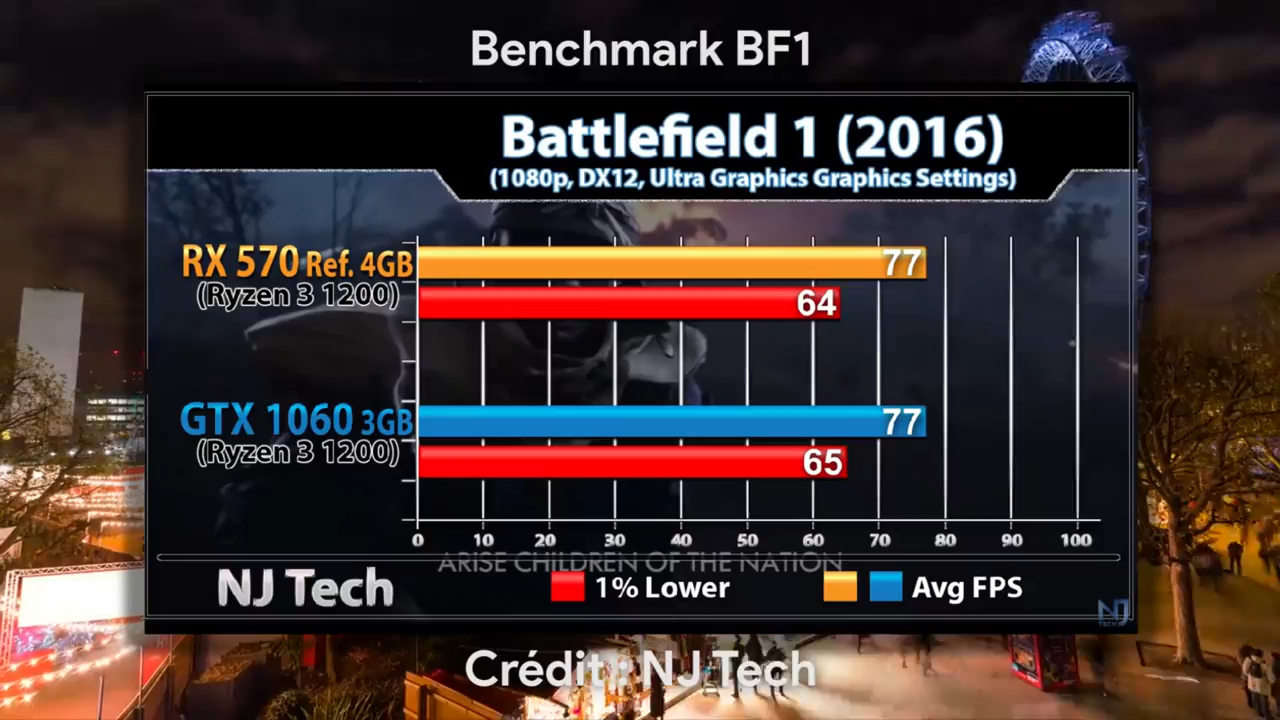 Benchmark BF1
Battlefield 1 (2016)
(1080p, DX12, Ultra Graphics Graphics Settings)
RX 570 Ref. 4GB
(Ryzen 3 1200)
77
64
GTX 1060 3GB
(Ryzen 3 1200)
77
65
0 10 20 30 40 50 60 70 80 90 100
ARISE CHILDREN OF THE NATION
NJ Tech
1% Lower
Avg FPS
NJ
TECH
Crédit : NJ Tech